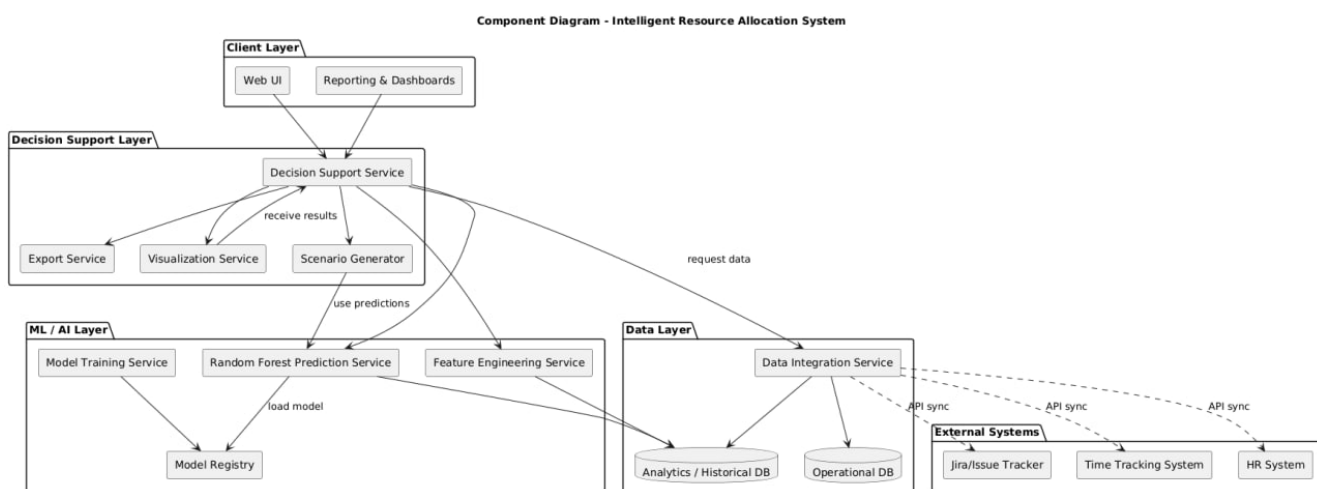 Component Diagram - Intelligent Resource Allocation System
Client Layer
Web UI
Reporting & Dashboards
Decision Support Layer
Decision Support Service
receive results
Export Service
Visualization Service
Scenario Generator
request data
use predictions
ML / AI Layer
Model Training Service
Random Forest Prediction Service
Feature Engineering Service
load model
Model Registry
Data Layer
Data Integration Service
Analytics / Historical DB
Operational DB
API sync
API sync
API sync
External Systems
Jira/Issue Tracker
Time Tracking System
HR System